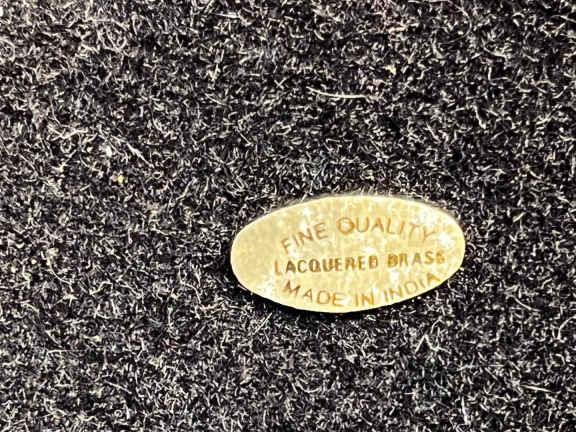 FINE QUALITY
LACQUERED BRASS
MADE IN INDIA